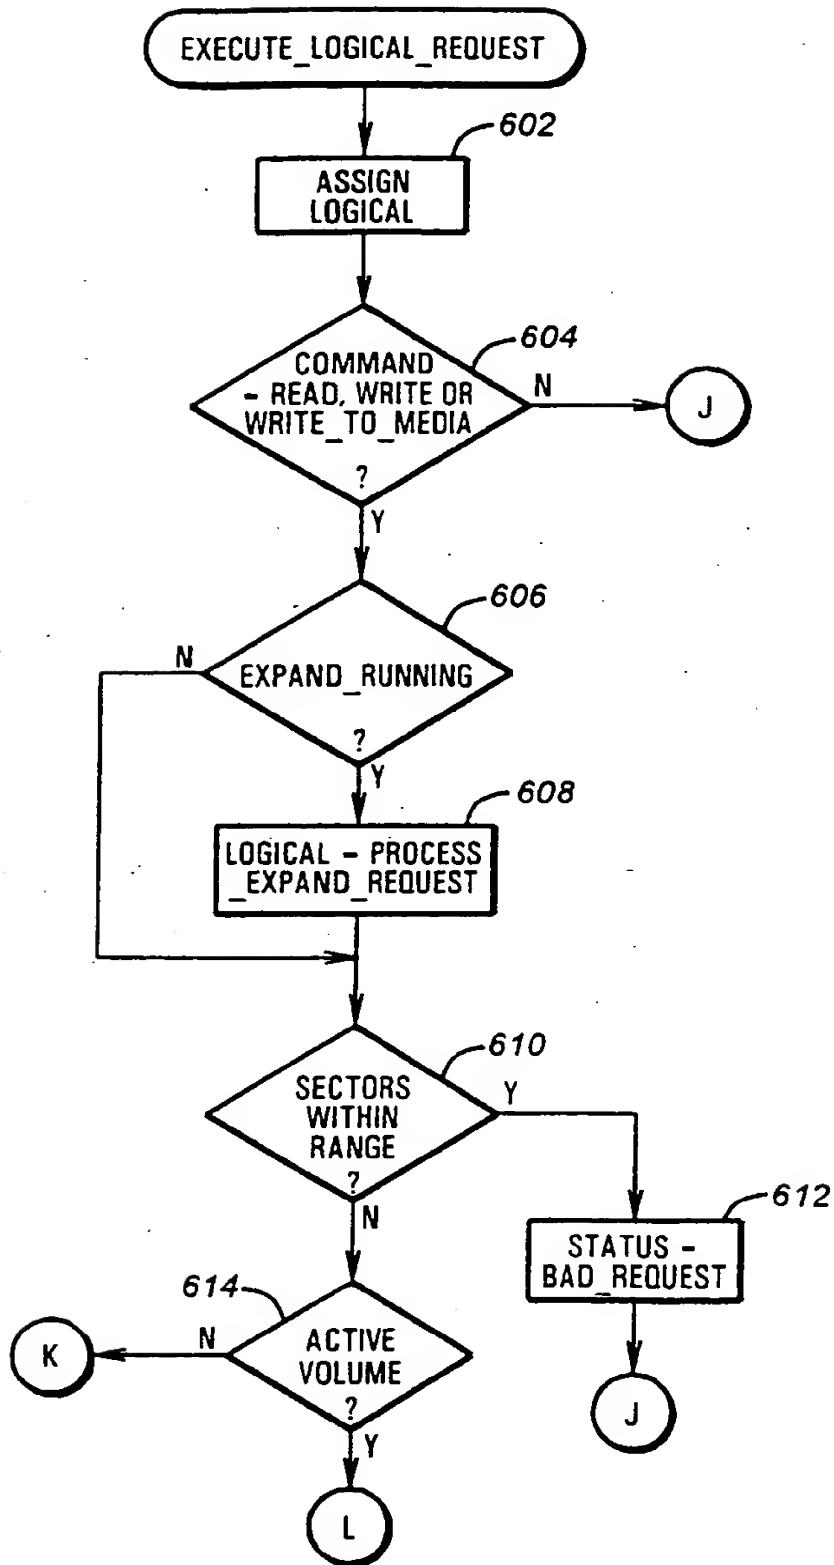 EXECUTE_LOGICAL_REQUEST
602
ASSIGN
LOGICAL
604
COMMAND
- READ, WRITE OR
WRITE_TO_MEDIA
?
N
J
Y
606
N
EXPAND_RUNNING
?
Y
608
LOGICAL - PROCESS
_EXPAND_REQUEST
610
SECTORS
WITHIN
RANGE
?
Y
N
612
STATUS -
BAD_REQUEST
614
K
N
ACTIVE
VOLUME
?
Y
J
L